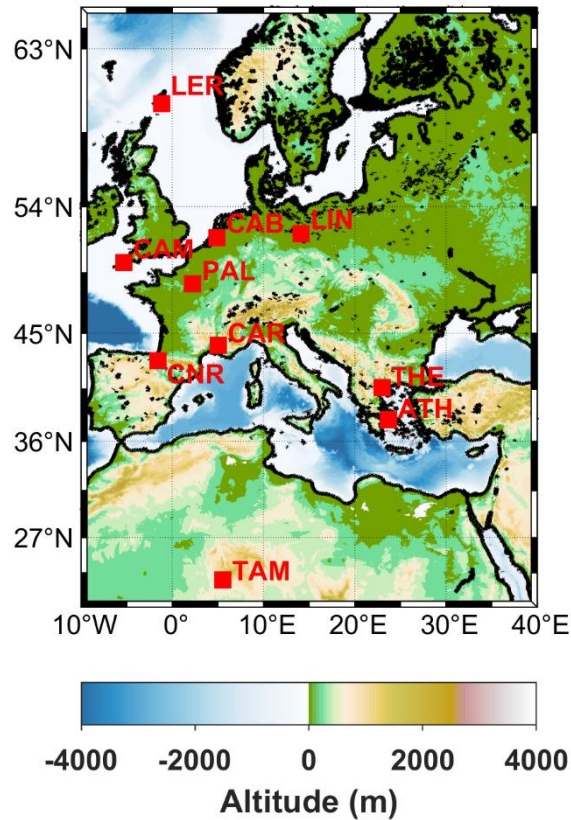 63°N
LER
54°N
CAB
LIN
CAM
PAL
45°N
CAR
CNR
THE
ATH
36°N
27°N
TAM
10°W 0° 10°E 20°E 30°E 40°E
-4000 -2000 0 2000 4000
Altitude (m)